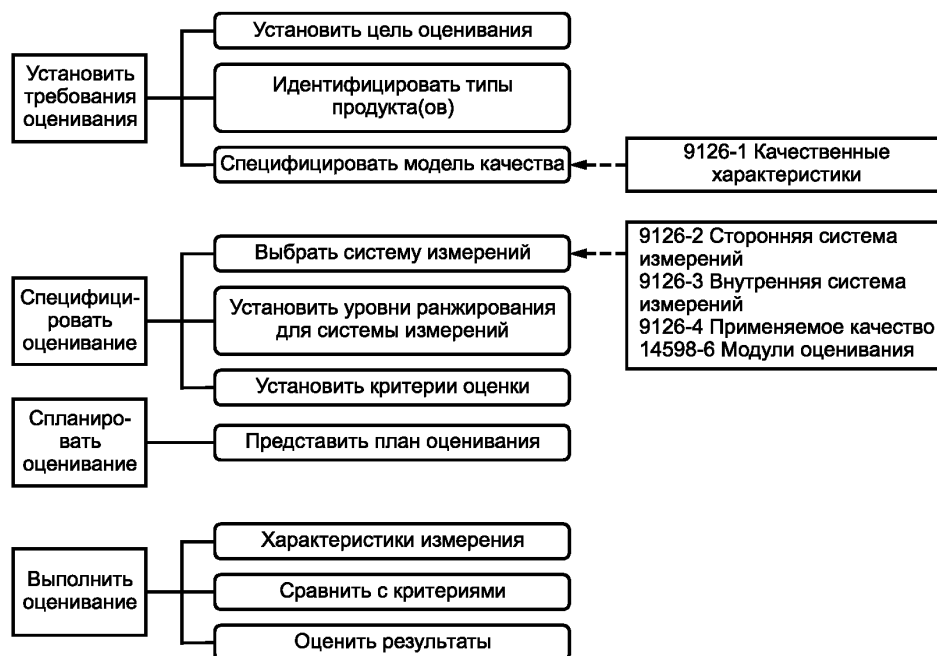 Установить
требования
оценивания
Установить цель оценивания
Идентифицировать типы
продукта(ов)
Специфицировать модель качества
9126-1 Качественные
характеристики
Специфици-
ровать
оценивание
Выбрать систему измерений
Установить уровни ранжирования
для системы измерений
Установить критерии оценки
9126-2 Сторонняя система
измерений
9126-3 Внутренняя система
измерений
9126-4 Применяемое качество
14598-6 Модули оценивания
Спланиро-
вать
оценивание
Представить план оценивания
Выполнить
оценивание
Характеристики измерения
Сравнить с критериями
Оценить результаты